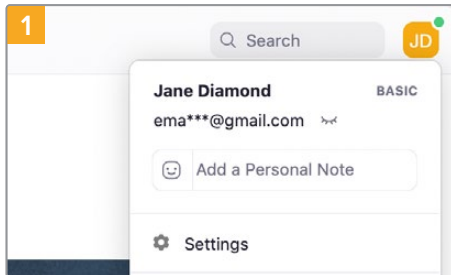 1
Search
JD
Jane Diamond BASIC
ema***@gmail.com
Add a Personal Note
Settings